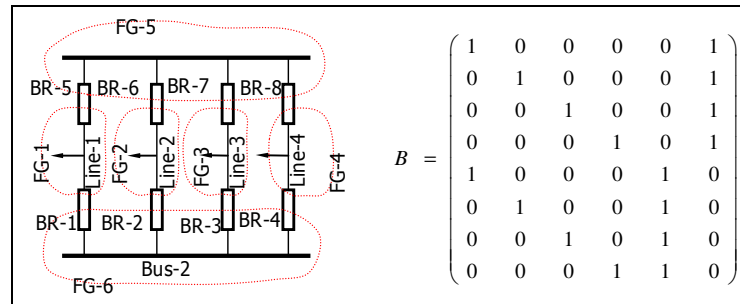 FG-5
BR-5 BR-6 BR-7 BR-8
FG-1 Line-1 FG-2 Line-2 FG-3 Line-3 Line-4 FG-4
BR-1 BR-2 BR-3 BR-4
Bus-2
FG-6
B =
1 0 0 0 0 1
0 1 0 0 0 1
0 0 1 0 0 1
0 0 0 1 0 1
1 0 0 0 1 0
0 1 0 0 1 0
0 0 1 0 1 0
0 0 0 1 1 0